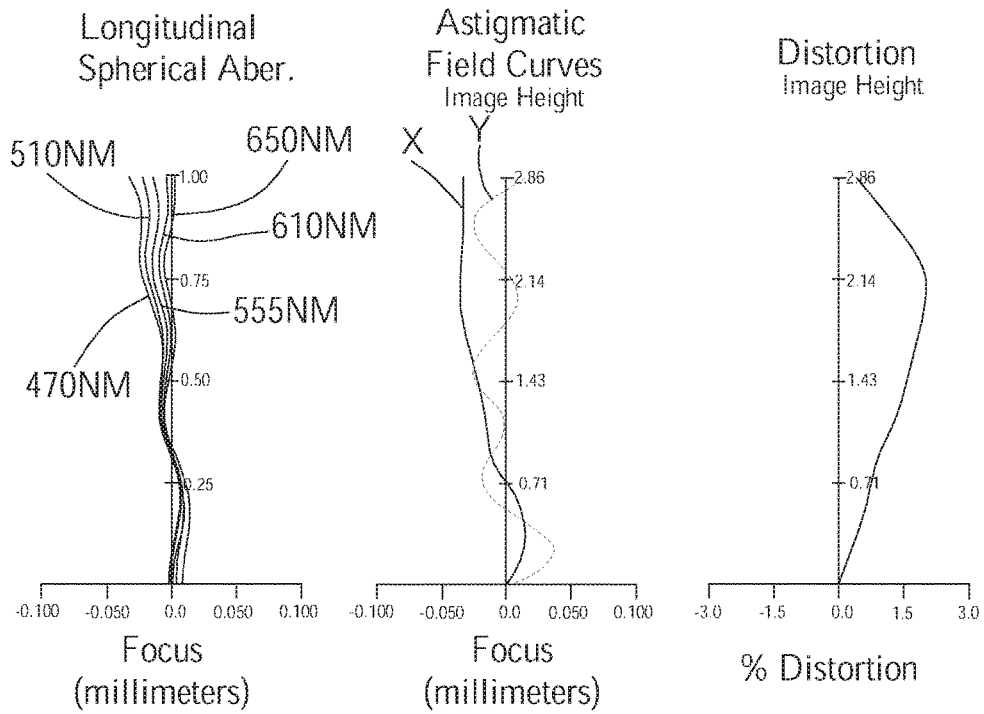 Longitudinal
Spherical Aber.
510NM
650NM
610NM
555NM
470NM
1.00
0.75
0.50
0.25
-0.100
-0.050
0.0
0.050
0.100
Focus
(millimeters)
Astigmatic
Field Curves
Image Height
X
Y
2.86
2.14
1.43
0.71
-0.100
-0.050
0.0
0.050
0.100
Focus
(millimeters)
Distortion
Image Height
2.86
2.14
1.43
0.71
-3.0
-1.5
0.0
1.5
3.0
% Distortion